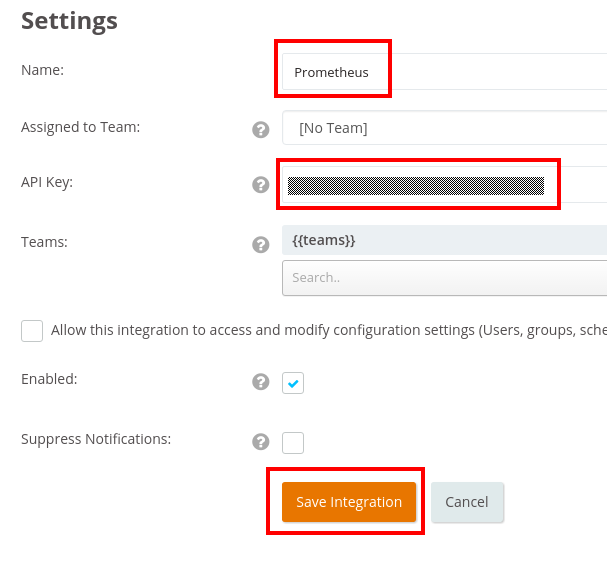 Settings
Name:
Prometheus
Assigned to Team:
?
[No Team]
API Key:
?
Teams:
?
{{teams}}
Search..
Allow this integration to access and modify configuration settings (Users, groups, sche
Enabled:
?
Suppress Notifications:
?
Save Integration
Cancel